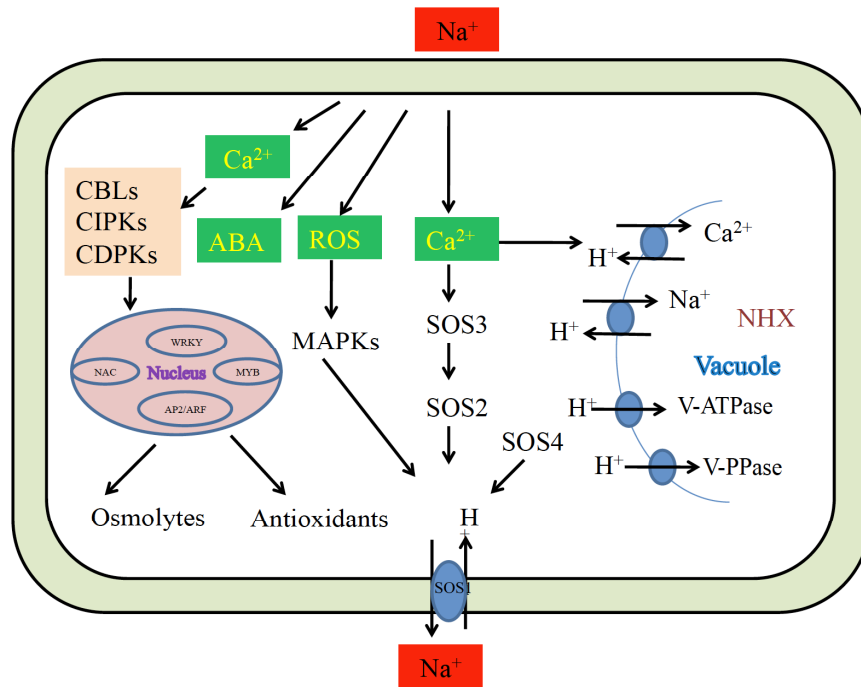 Na⁺
Ca²⁺
CBLs
CIPKs
CDPKs
ABA
ROS
Ca²⁺
Ca²⁺
H⁺
Na⁺
H⁺
NHX
SOS3
MAPKs
WRKY
NAC
Nucleus
MYB
AP2/ARF
Vacuole
SOS2
H⁺
V-ATPase
SOS4
H⁺
V-PPase
Osmolytes
Antioxidants
H
+
SOS1
Na⁺